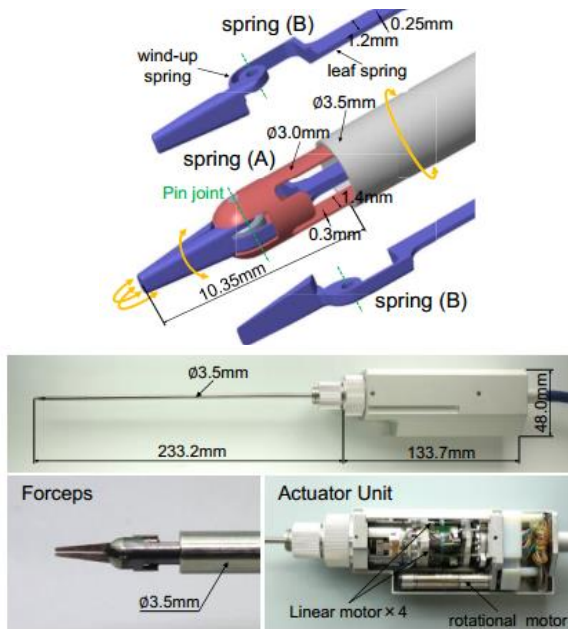 spring (B)
0.25mm
1.2mm
wind-up
spring
leaf spring
ø3.5mm
ø3.0mm
spring (A)
Pin joint
1.4mm
0.3mm
10.35mm
spring (B)
ø3.5mm
48.0mm
233.2mm
133.7mm
Forceps
Actuator Unit
ø3.5mm
Linear motor×4
rotational motor